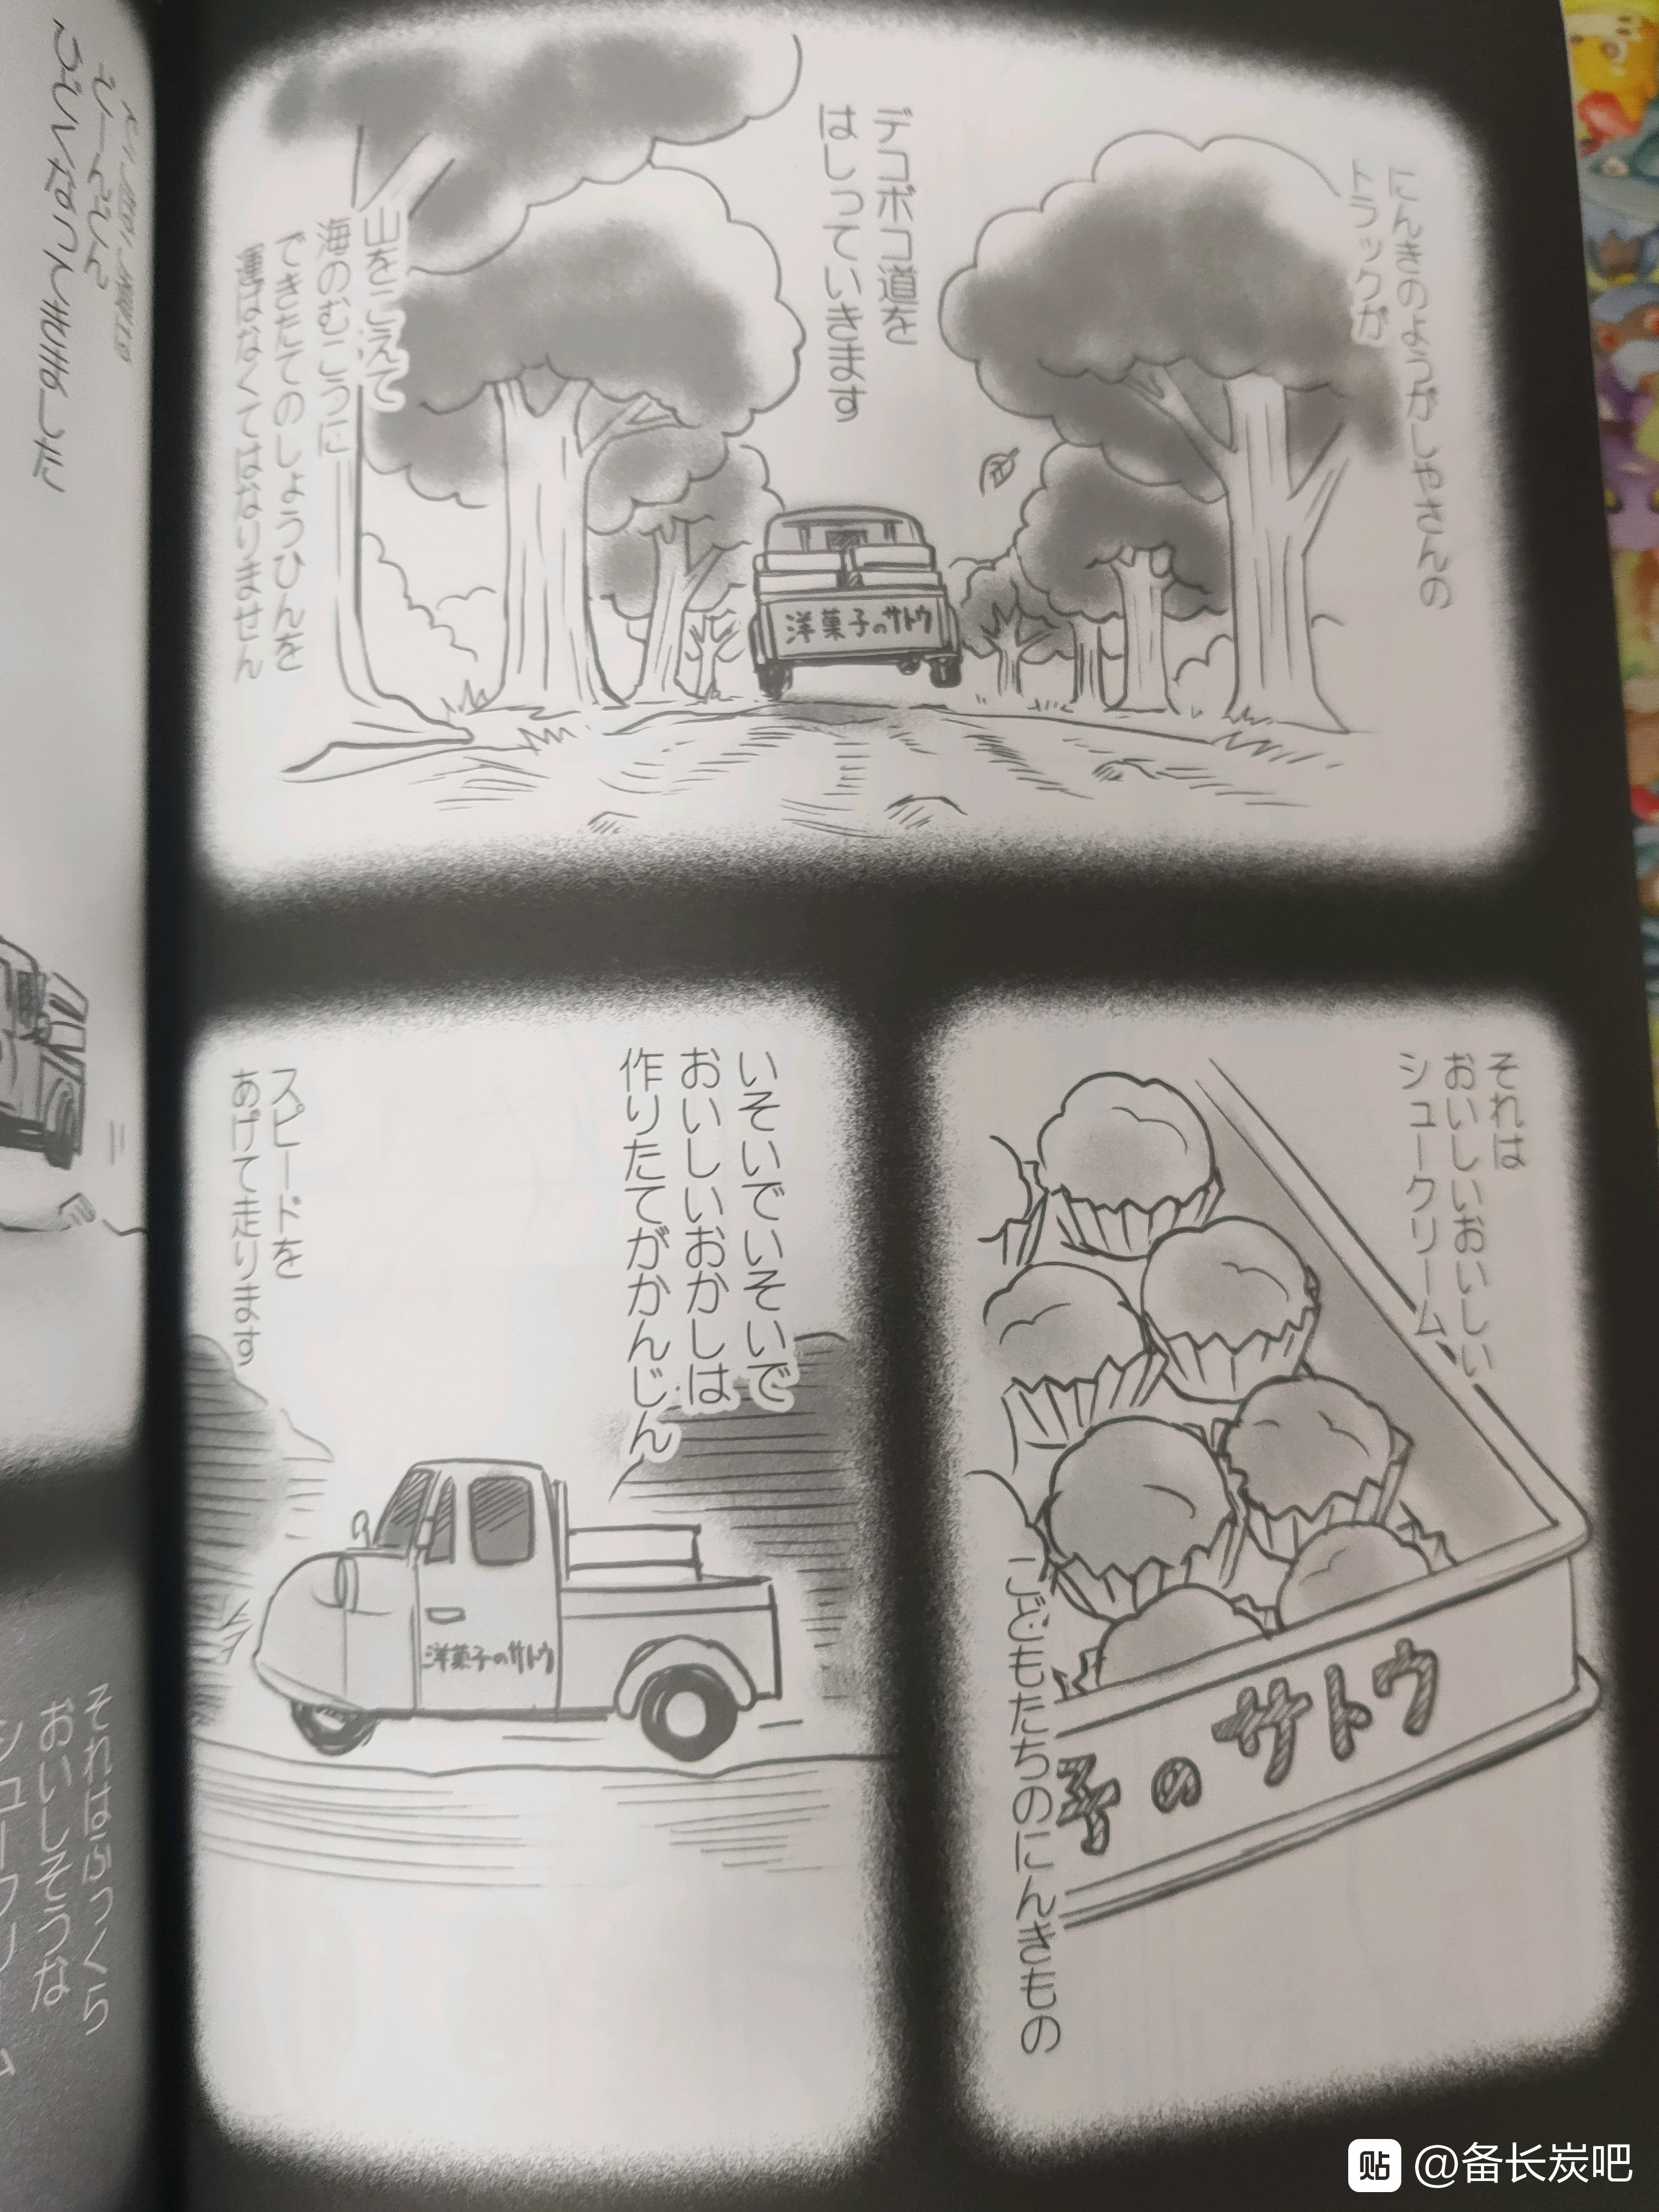 にんきのようがしやさんの
トラックが
デコボコ道を
はしっていきます
山をこえて
海のむこうに
できたてのしょうひんを
運ばなくてはなりません
洋菓子のサトウ
それは
おいしいおいしい
シュークリーム
こどもたちのにんきもの
子のサトウ
いそいでいそいで
おいしいおかしは
作りたてがかんじん
スピードを
あげて走ります
洋菓子のサトウ
それはふっくら
おいしそうな
貼 @备长炭吧